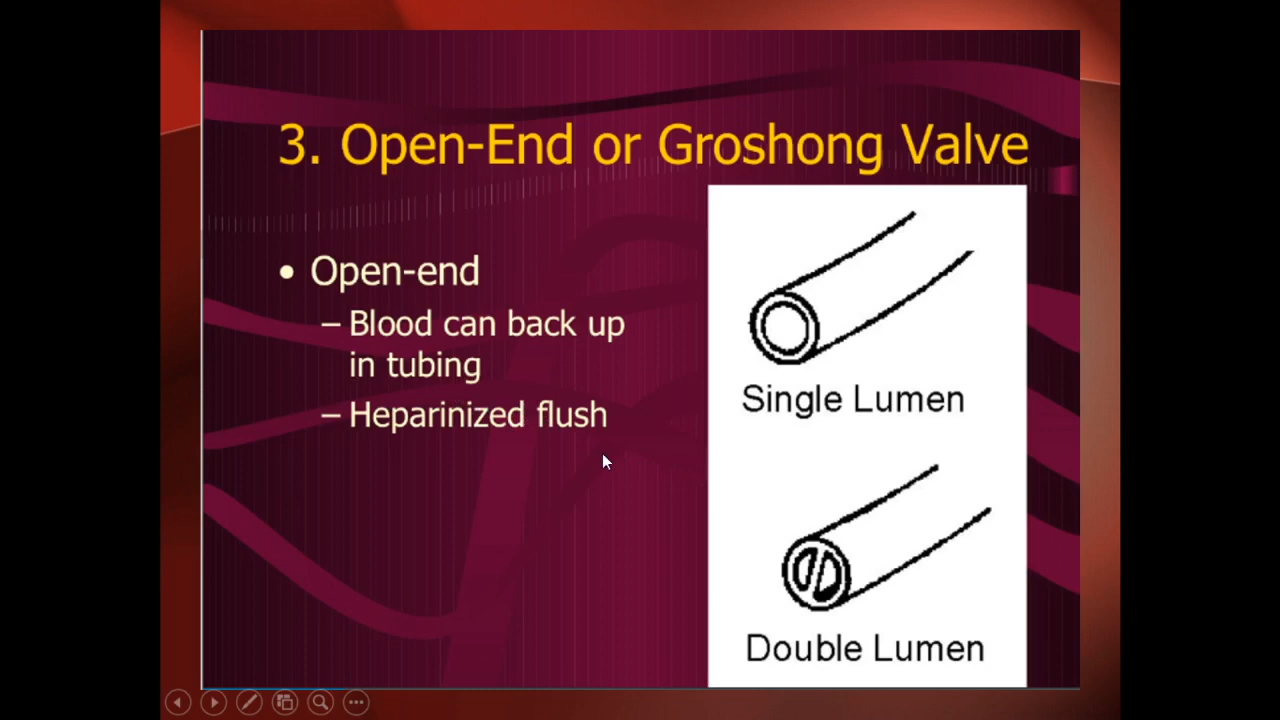 3. Open-End or Groshong Valve
• Open-end
– Blood can back up
in tubing
– Heparinized flush
Single Lumen
Double Lumen